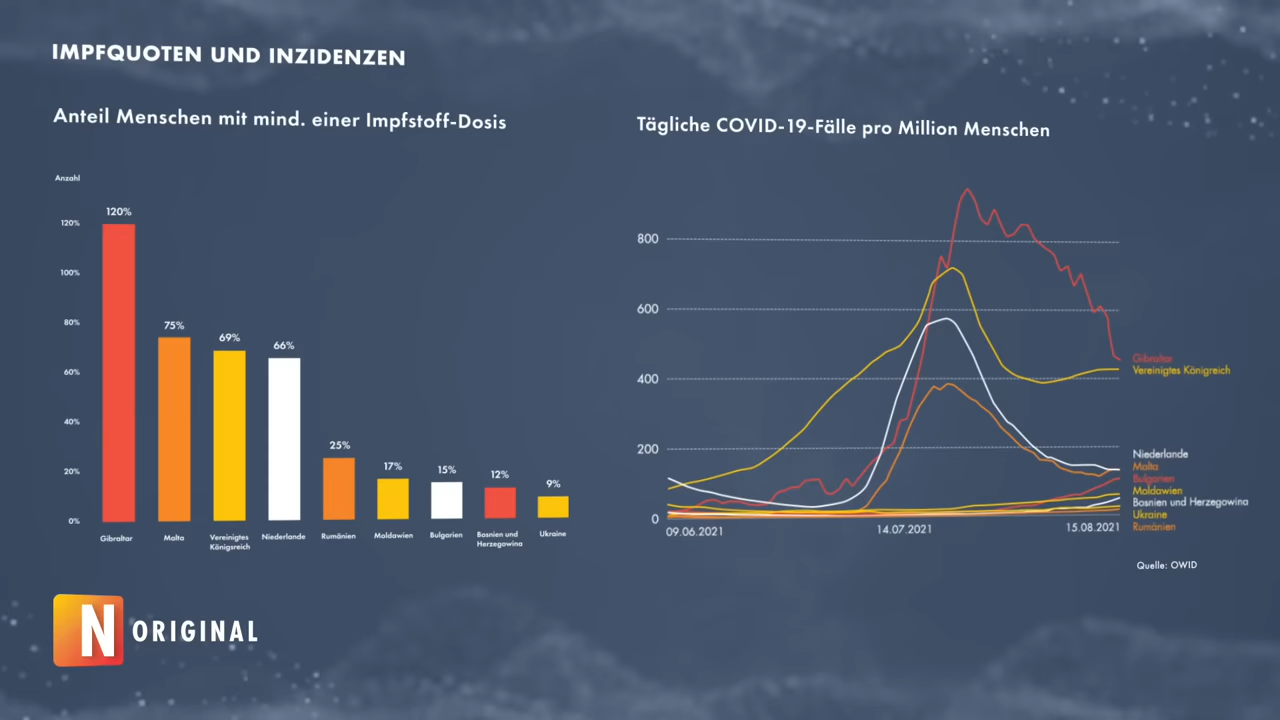 IMPFQUOTEN UND INZIDENZEN
Anteil Menschen mit mind. einer Impfstoff-Dosis
Anzahl
120%
100%
80%
60%
40%
20%
0%
120%
75%
69%
66%
25%
17%
15%
12%
9%
Gibraltar
Malta
Vereinigtes
Königsreich
Niederlande
Rumänien
Moldawien
Bulgarien
Bosnien und
Herzegowina
Ukraine
Tägliche COVID-19-Fälle pro Million Menschen
800
600
400
200
0
09.06.2021
14.07.2021
15.08.2021
Gibraltar
Vereinigtes Königreich
Niederlande
Malta
Bulgarien
Moldawien
Bosnien und Herzegowina
Ukraine
Rumänien
Quelle: OWID
N ORIGINAL